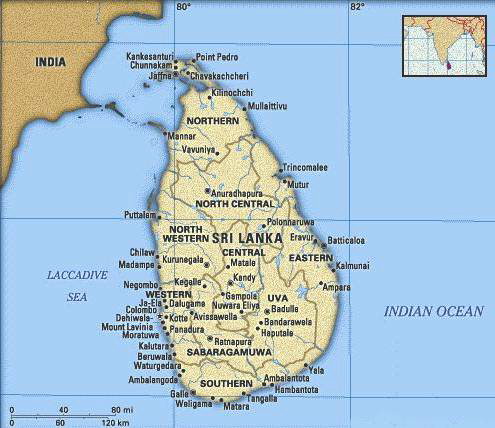 80°
82°
INDIA
Kankesanturi
Point Pedro
Chunnakam
Jaffna
Chavakachcheri
Kilinochchi
Mullaittivu
NORTHERN
Mannar
Vavuniya
Trincomalee
Mutur
Anuradhapura
NORTH CENTRAL
Puttalam
Polonnaruwa
NORTH
WESTERN
SRI LANKA
Eravur
Batticaloa
Chilaw
Kurunegala
CENTRAL
Matale
EASTERN
Madampe
Kalmunai
LACCADIVE
SEA
Negombo
Kegalle
Kandy
Ampara
WESTERN
Gampola
UVA
Ja-Ela
Dalugama
Nuwara Eliya
Colombo
Badulla
INDIAN OCEAN
Dehiwala-
Mount Lavinia
Kotte
Avissawella
Bandarawela
Moratuwa
Panadura
Haputale
Kalutara
Ratnapura
Beruwala
SABARAGAMUWA
Waturgedara
Yala
Ambalangoda
SOUTHERN
Ambalantota
Hambantota
Galle
Tangalla
Weligama
Matara
0 40 80 mi
0 60 120 km